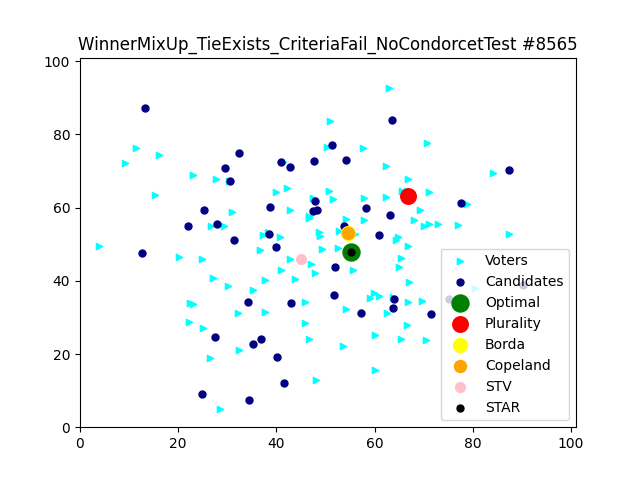 WinnerMixUp_TieExists_CriteriaFail_NoCondorcetTest #8565
100
80
60
40
20
0
0 20 40 60 80 100
Voters
Candidates
Optimal
Plurality
Borda
Copeland
STV
STAR